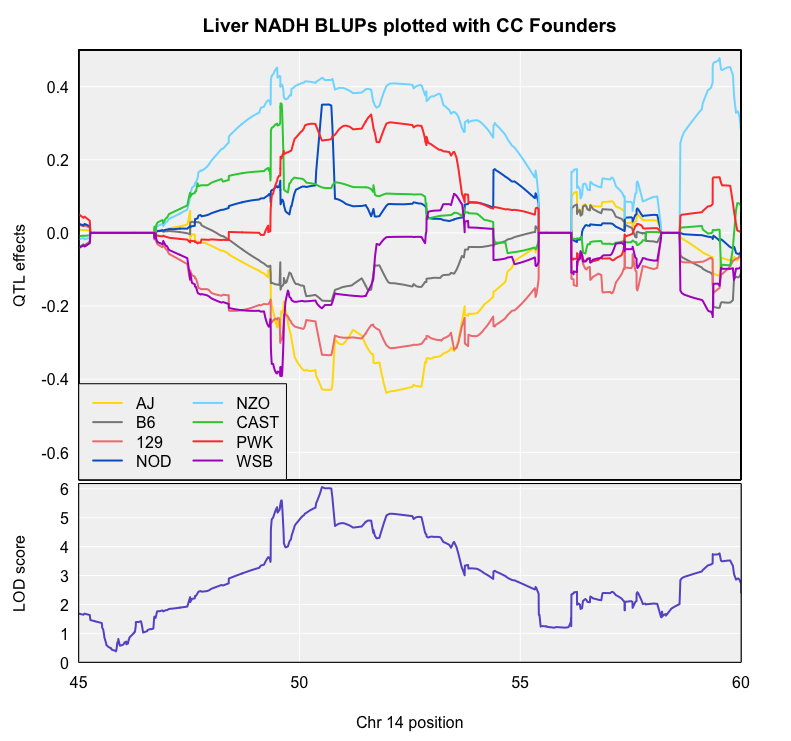 Liver NADH BLUPs plotted with CC Founders
QTL effects
0.4
0.2
0.0
-0.2
-0.4
-0.6
AJ NZO
B6 CAST
129 PWK
NOD WSB
LOD score
6
5
4
3
2
1
0
45 50 55 60
Chr 14 position